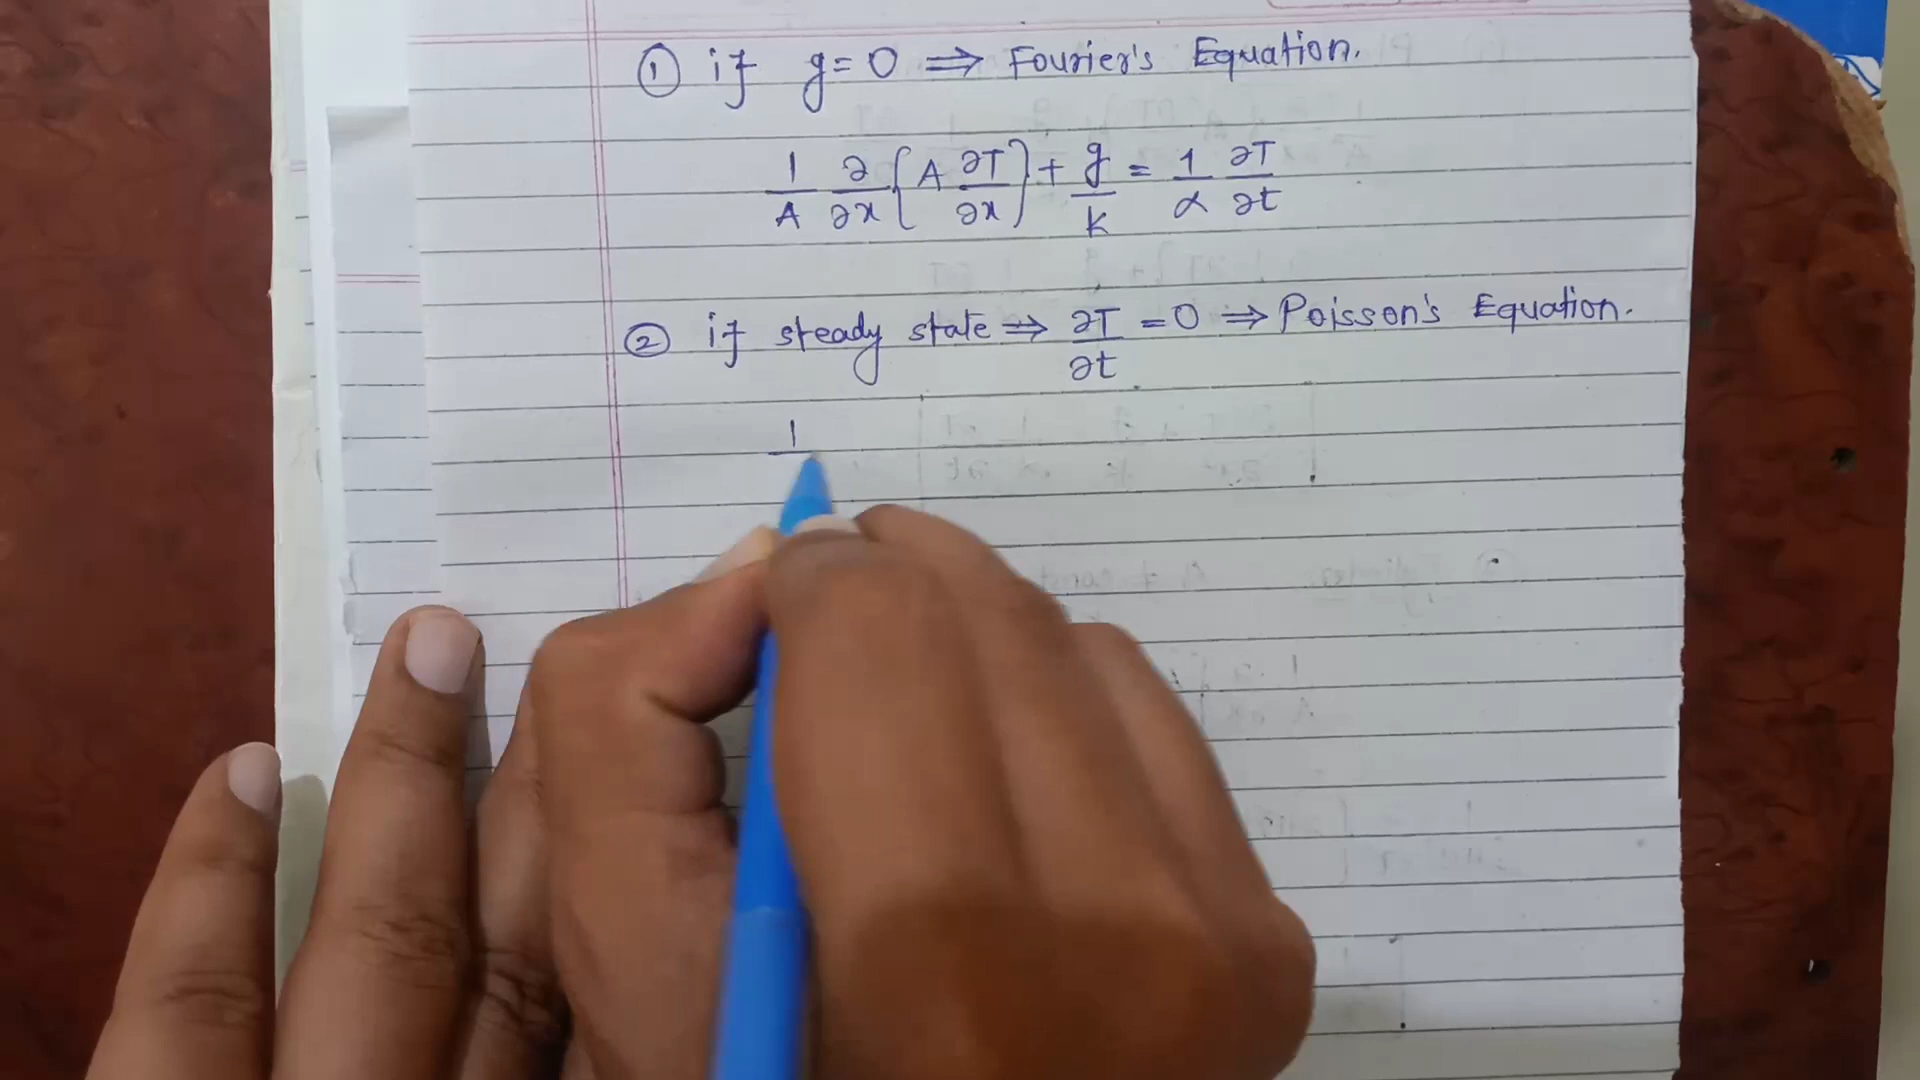 ① if g = 0 ⇒ Fourier's Equation.
1/A ∂/∂x {A ∂T/∂x} + g/k = 1/α ∂T/∂t
② if steady state ⇒ ∂T/∂t = 0 ⇒ Poisson's Equation.
1